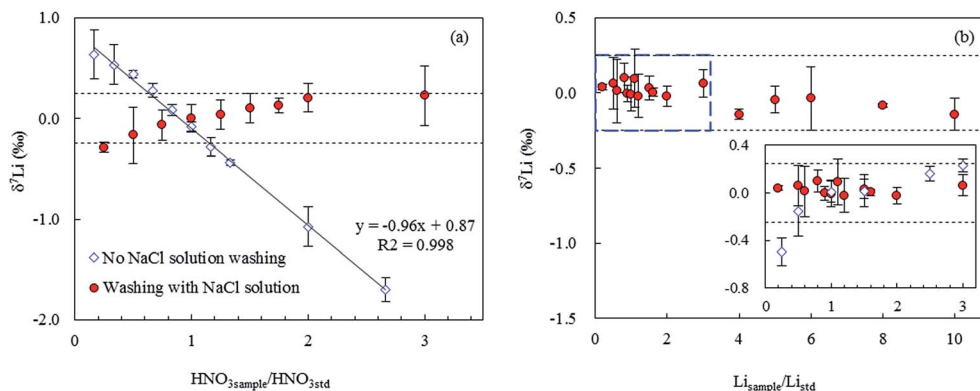 (a)
1.0
0.0
-1.0
-2.0
δ⁷Li (‰)
y = -0.96x + 0.87
R2 = 0.998
No NaCl solution washing
Washing with NaCl solution
0 1 2 3
HNO₃sample/HNO₃std
(b)
0.5
0.0
-0.5
-1.0
-1.5
δ⁷Li (‰)
0.4
0.0
-0.4
-0.8
0 1 2 3
0 2 4 6 8 10
Li_sample/Li_std